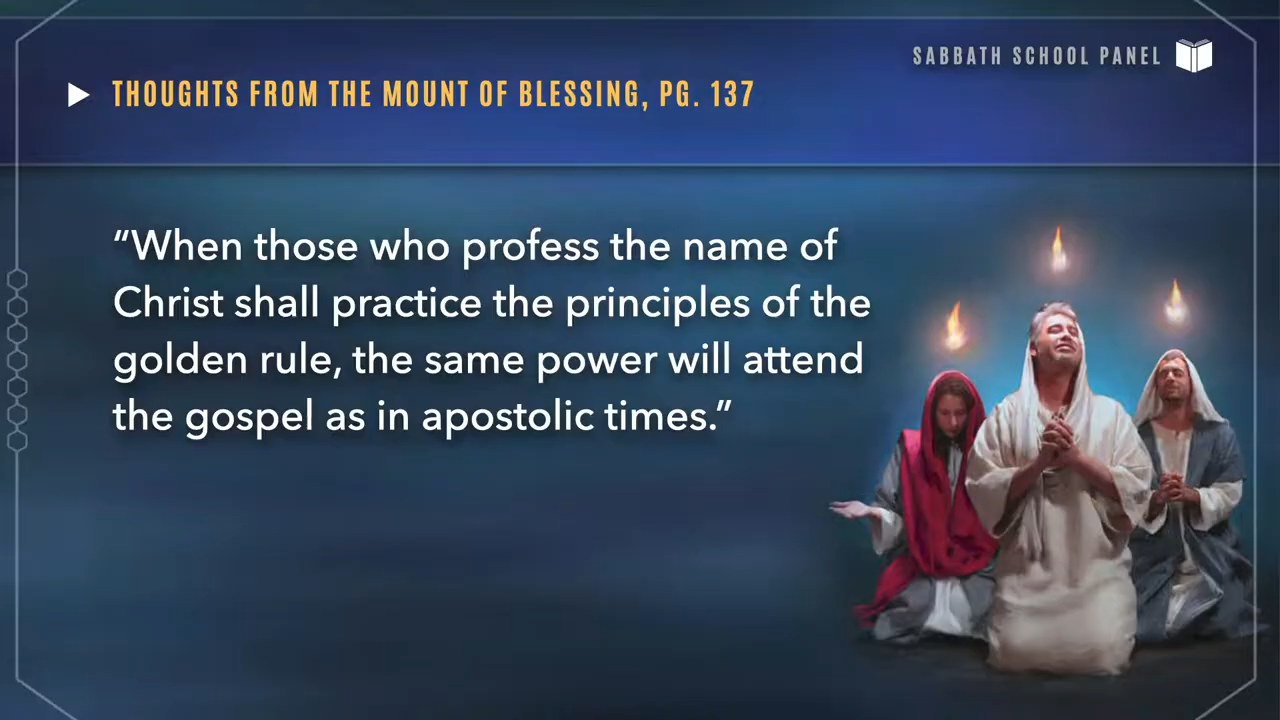 SABBATH SCHOOL PANEL
THOUGHTS FROM THE MOUNT OF BLESSING, PG. 137
“When those who profess the name of
Christ shall practice the principles of the
golden rule, the same power will attend
the gospel as in apostolic times.”